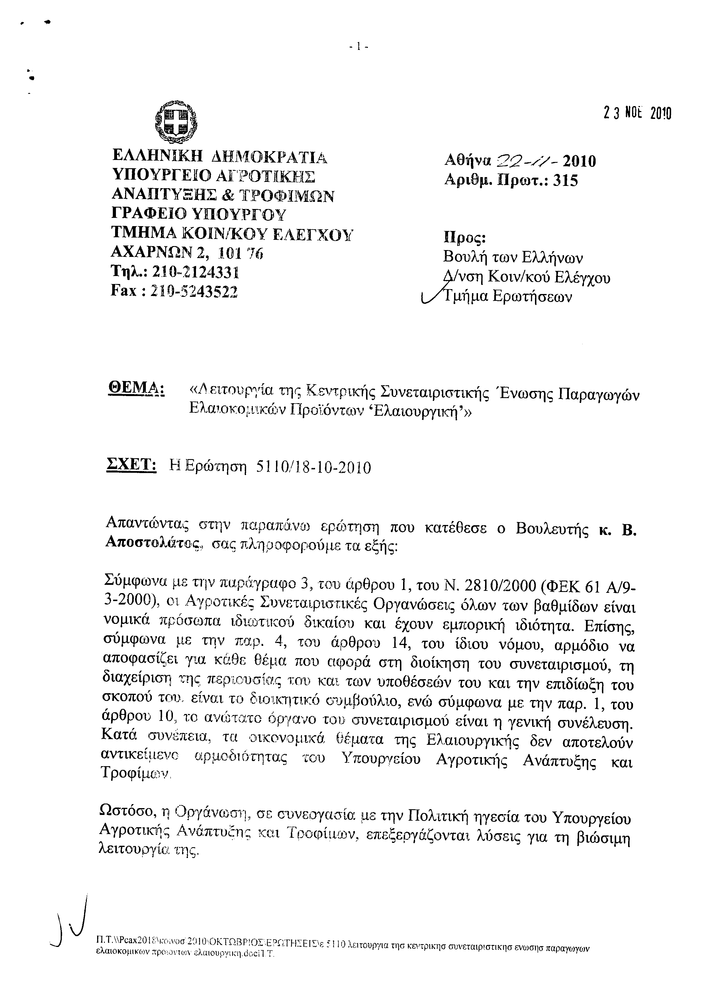 - 1 -
2 3 ΝΟΕ 2010
ΕΛΛΗΝΙΚΗ ΔΗΜΟΚΡΑΤΙΑ
ΥΠΟΥΡΓΕΙΟ ΑΓΡΟΤΙΚΗΣ
ΑΝΑΠΤΥΞΗΣ & ΤΡΟΦΙΜΩΝ
ΓΡΑΦΕΙΟ ΥΠΟΥΡΓΟΥ
ΤΜΗΜΑ ΚΟΙΝ/ΚΟΥ ΕΛΕΓΧΟΥ
ΑΧΑΡΝΩΝ 2, 101 76
Τηλ.: 210-2124331
Fax : 210-5243522
Αθήνα 22-11- 2010
Αριθμ. Πρωτ.: 315
Προς:
Βουλή των Ελλήνων
Δ/νση Κοιν/κού Ελέγχου
Τμήμα Ερωτήσεων
ΘΕΜΑ: «Λειτουργία της Κεντρικής Συνεταιριστικής Ένωσης Παραγωγών
Ελαιοκομικών Προϊόντων ‘Ελαιουργική’»
ΣΧΕΤ: Η Ερώτηση 5110/18-10-2010
Απαντώντας στην παραπάνω ερώτηση που κατέθεσε ο Βουλευτής κ. Β.
Αποστολάτος, σας πληροφορούμε τα εξής:
Σύμφωνα με την παράγραφο 3, του άρθρου 1, του Ν. 2810/2000 (ΦΕΚ 61 Α/9-
3-2000), οι Αγροτικές Συνεταιριστικές Οργανώσεις όλων των βαθμίδων είναι
νομικά πρόσωπα ιδιωτικού δικαίου και έχουν εμπορική ιδιότητα. Επίσης,
σύμφωνα με την παρ. 4, του άρθρου 14, του ίδιου νόμου, αρμόδιο να
αποφασίζει για κάθε θέμα που αφορά στη διοίκηση του συνεταιρισμού, τη
διαχείριση της περιουσίας του και των υποθέσεών του και την επιδίωξη του
σκοπού του, είναι το διοικητικό συμβούλιο, ενώ σύμφωνα με την παρ. 1, του
άρθρου 10, το ανώτατο όργανο του συνεταιρισμού είναι η γενική συνέλευση.
Κατά συνέπεια, τα οικονομικά θέματα της Ελαιουργικής δεν αποτελούν
αντικείμενο αρμοδιότητας του Υπουργείου Αγροτικής Ανάπτυξης και
Τροφίμων.
Ωστόσο, η Οργάνωση, σε συνεργασία με την Πολιτική ηγεσία του Υπουργείου
Αγροτικής Ανάπτυξης και Τροφίμων, επεξεργάζονται λύσεις για τη βιώσιμη
λειτουργία της.
Π.Τ.\\Pcax2018\κοινοσ 2010\ΟΚΤΩΒΡΙΟΣ\ΕΡΩΤΗΣΕΙΣ\ε 5110 λειτουργια τησ κεντρικησ συνεταιριστικησ ενωσησ παραγωγων
ελαιοκομικων προιοντων ελαιουργικη.doc